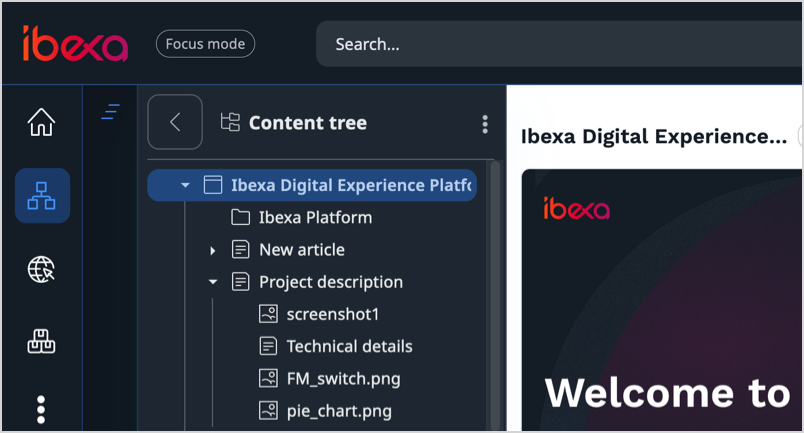 ibexa
Focus mode
Search...
Content tree
Ibexa Digital Experience Platfo
Ibexa Platform
New article
Project description
screenshot1
Technical details
FM_switch.png
pie_chart.png
Ibexa Digital Experience...
ibexa
Welcome to